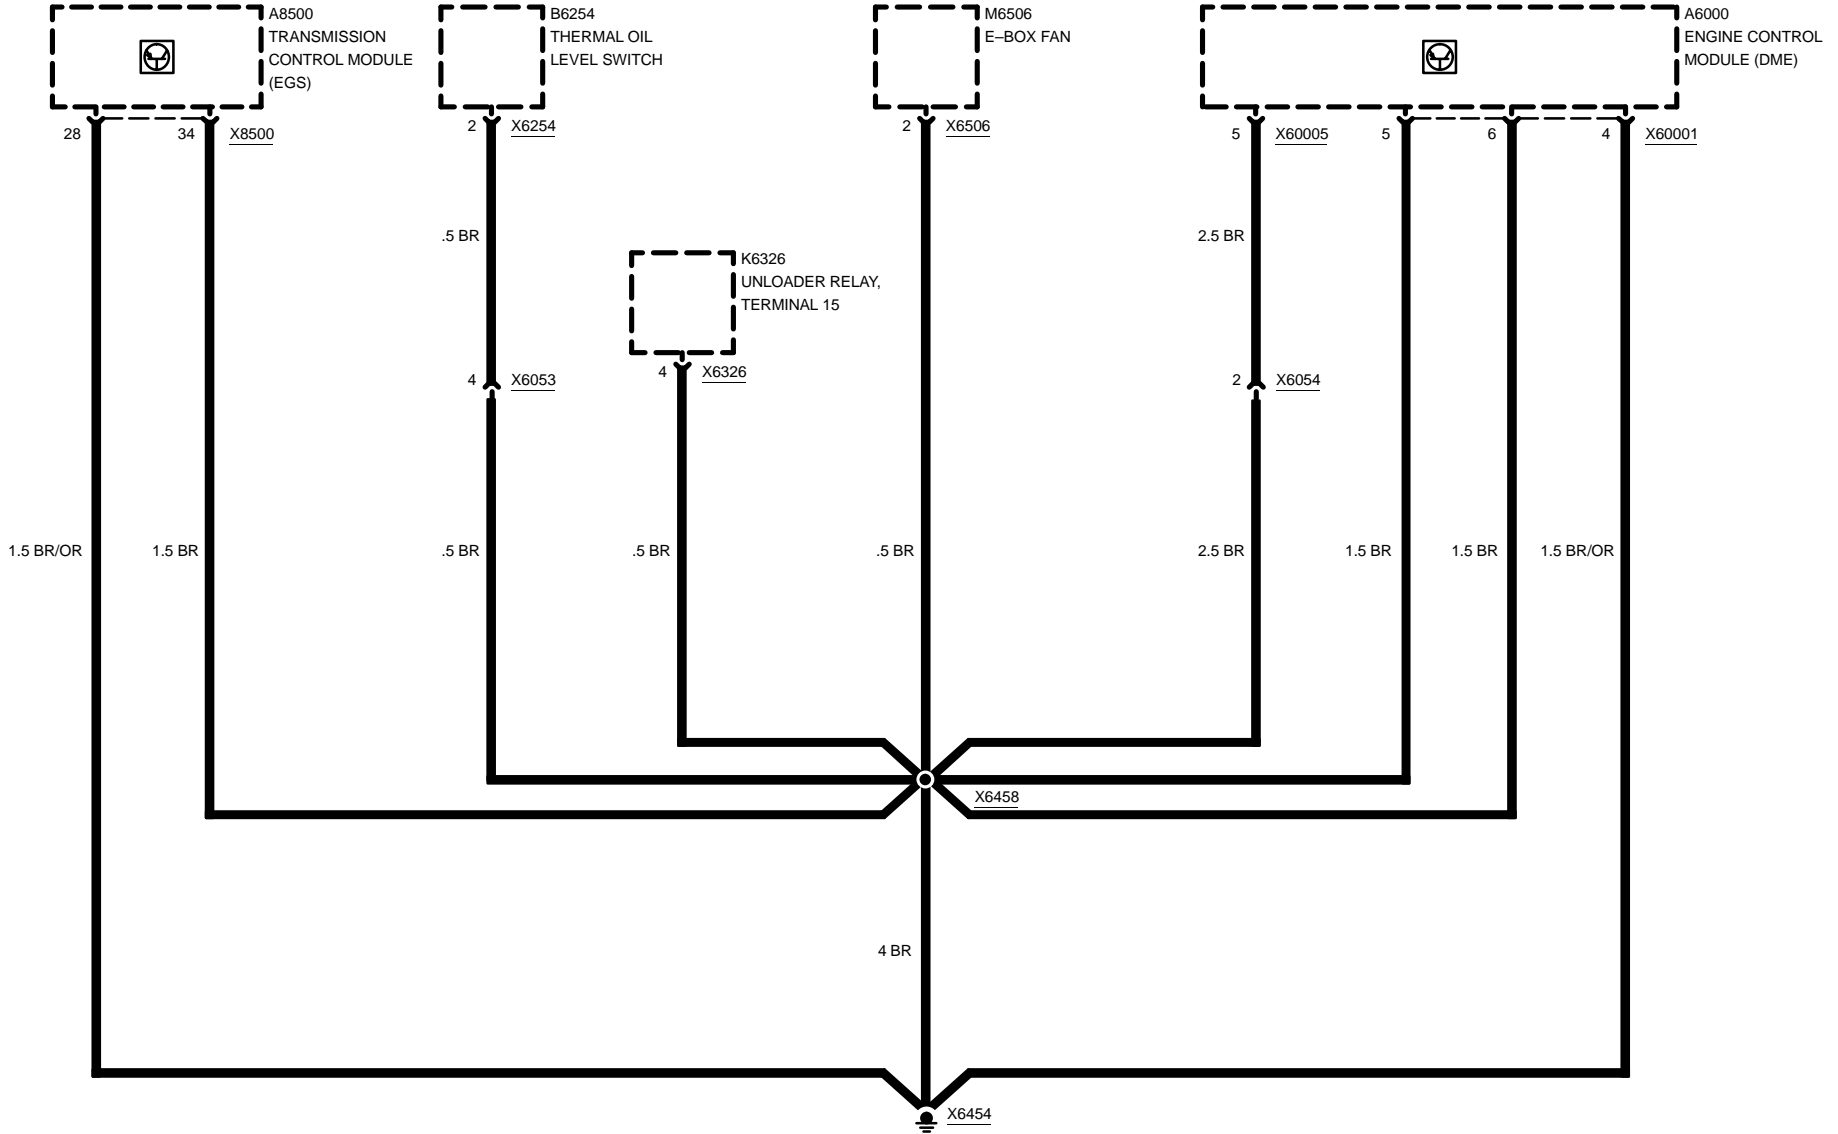 A8500
TRANSMISSION
CONTROL MODULE
(EGS)
B6254
THERMAL OIL
LEVEL SWITCH
M6506
E–BOX FAN
A6000
ENGINE CONTROL
MODULE (DME)
28
34
X8500
2
X6254
2
X6506
5
X60005
5
6
4
X60001
.5 BR
2.5 BR
K6326
UNLOADER RELAY,
TERMINAL 15
4
X6053
4
X6326
2
X6054
1.5 BR/OR
1.5 BR
.5 BR
.5 BR
.5 BR
2.5 BR
1.5 BR
1.5 BR
1.5 BR/OR
X6458
4 BR
X6454